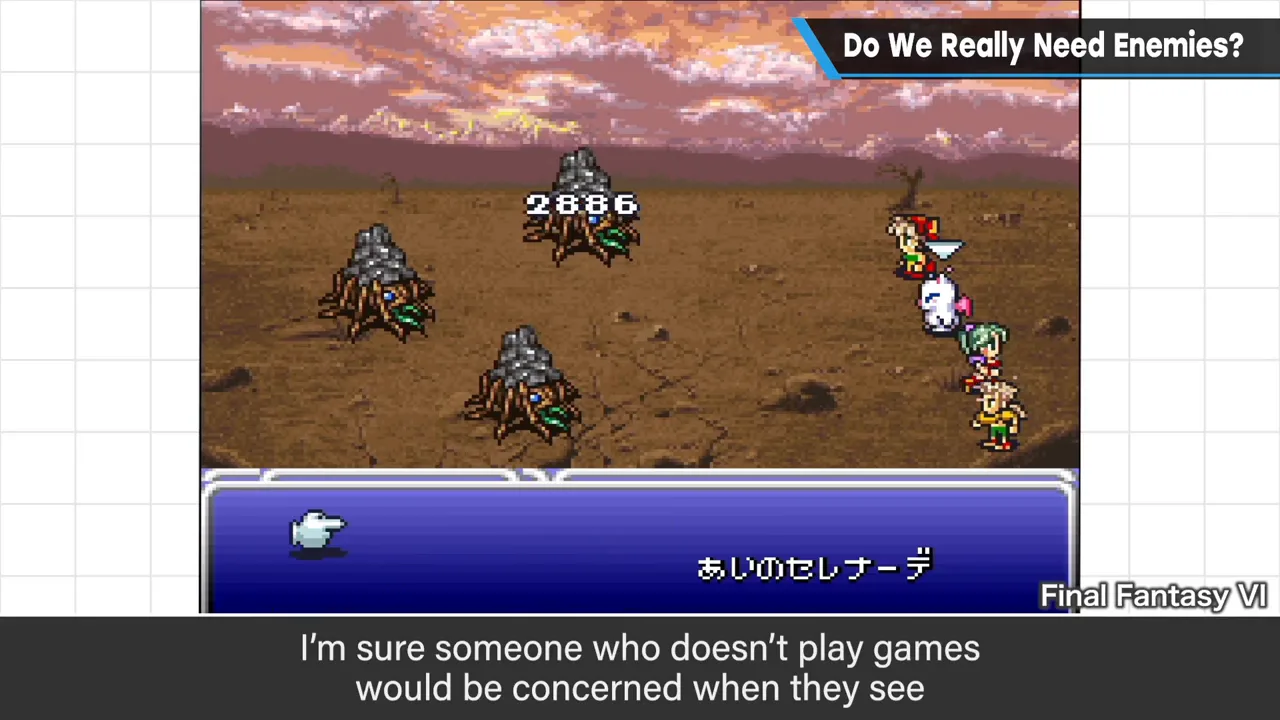 Do We Really Need Enemies?
2886
あいのセレナーデ
Final Fantasy VI
I'm sure someone who doesn't play games
would be concerned when they see